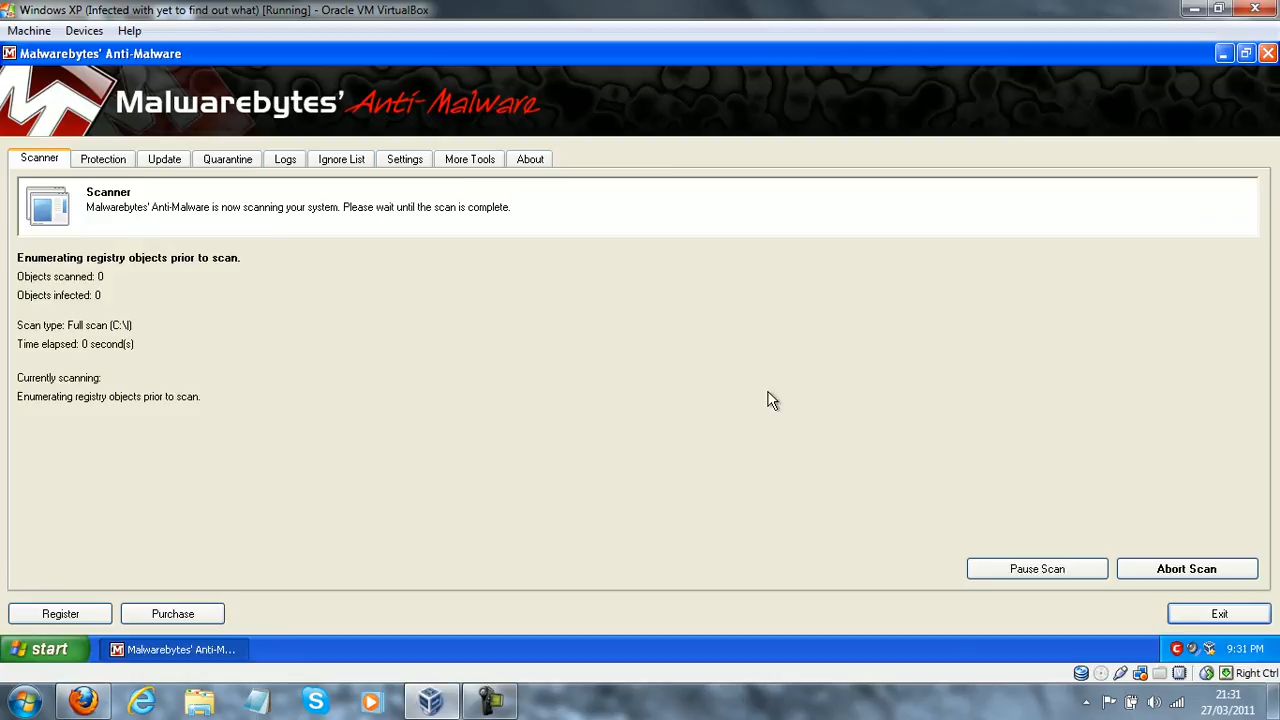 Windows XP (Infected with yet to find out what) [Running] - Oracle VM VirtualBox
Machine Devices Help
Malwarebytes' Anti-Malware
Malwarebytes' Anti-Malware
Scanner Protection Update Quarantine Logs Ignore List Settings More Tools About
Scanner
Malwarebytes' Anti-Malware is now scanning your system. Please wait until the scan is complete.
Enumerating registry objects prior to scan.
Objects scanned: 0
Objects infected: 0
Scan type: Full scan (C:\|)
Time elapsed: 0 second(s)
Currently scanning:
Enumerating registry objects prior to scan.
Pause Scan Abort Scan
Register Purchase Exit
start Malwarebytes' Anti-M... 9:31 PM
Right Ctrl
21:31
27/03/2011